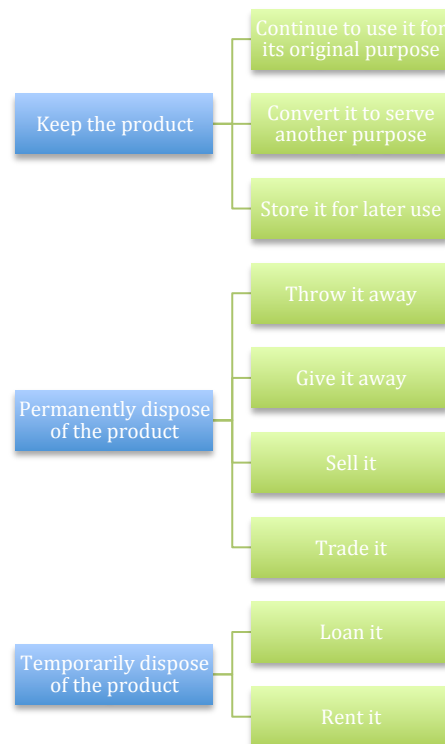 Keep the product
Continue to use it for
its original purpose
Convert it to serve
another purpose
Store it for later use
Permanently dispose
of the product
Throw it away
Give it away
Sell it
Trade it
Temporarily dispose
of the product
Loan it
Rent it